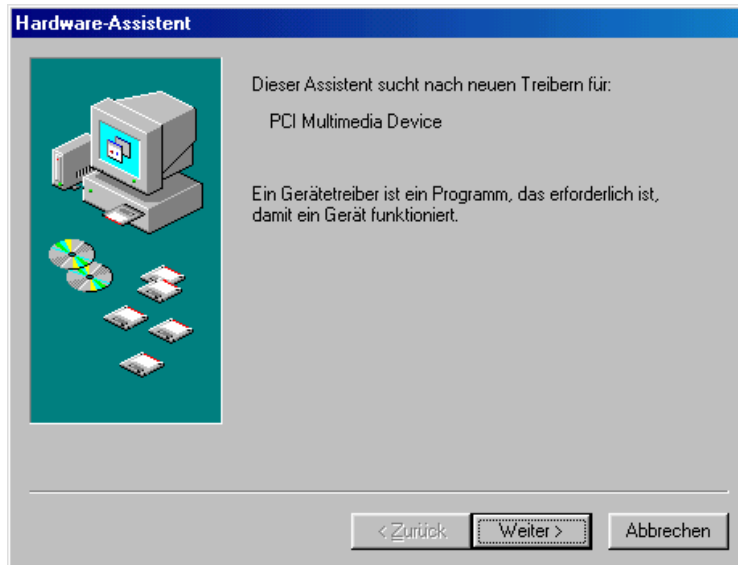 Hardware-Assistent
Dieser Assistent sucht nach neuen Treibern für:
PCI Multimedia Device
Ein Gerätetreiber ist ein Programm, das erforderlich ist,
damit ein Gerät funktioniert.
< Zurück
Weiter >
Abbrechen